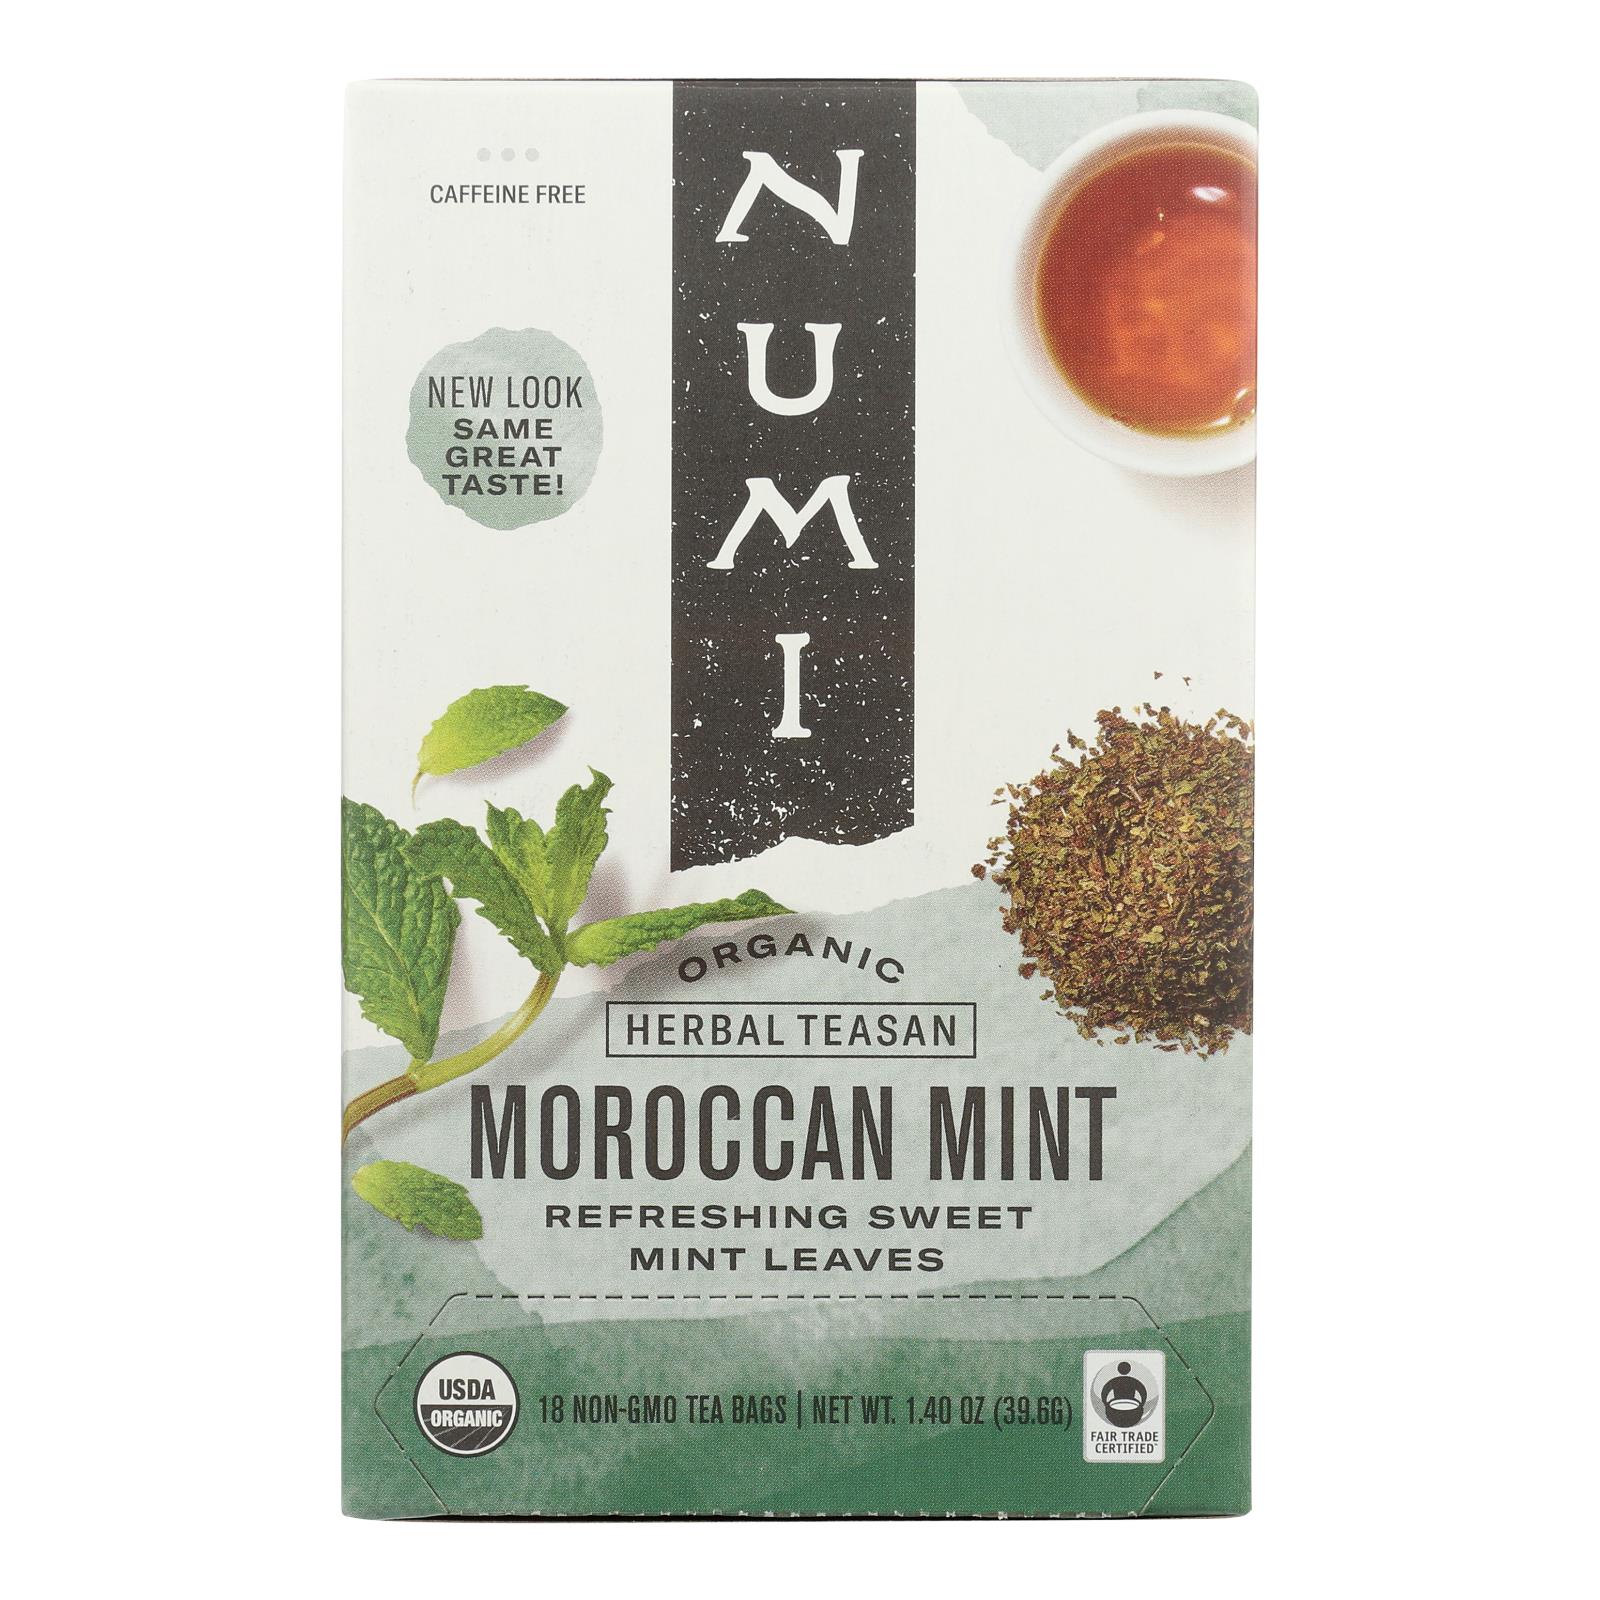 CAFFEINE FREE
NUMI
NEW LOOK
SAME
GREAT
TASTE!
ORGANIC
HERBAL TEASAN
MOROCCAN MINT
REFRESHING SWEET
MINT LEAVES
USDA
ORGANIC
18 NON-GMO TEA BAGS | NET WT. 1.40 OZ (39.6G)
FAIR TRADE
CERTIFIED™